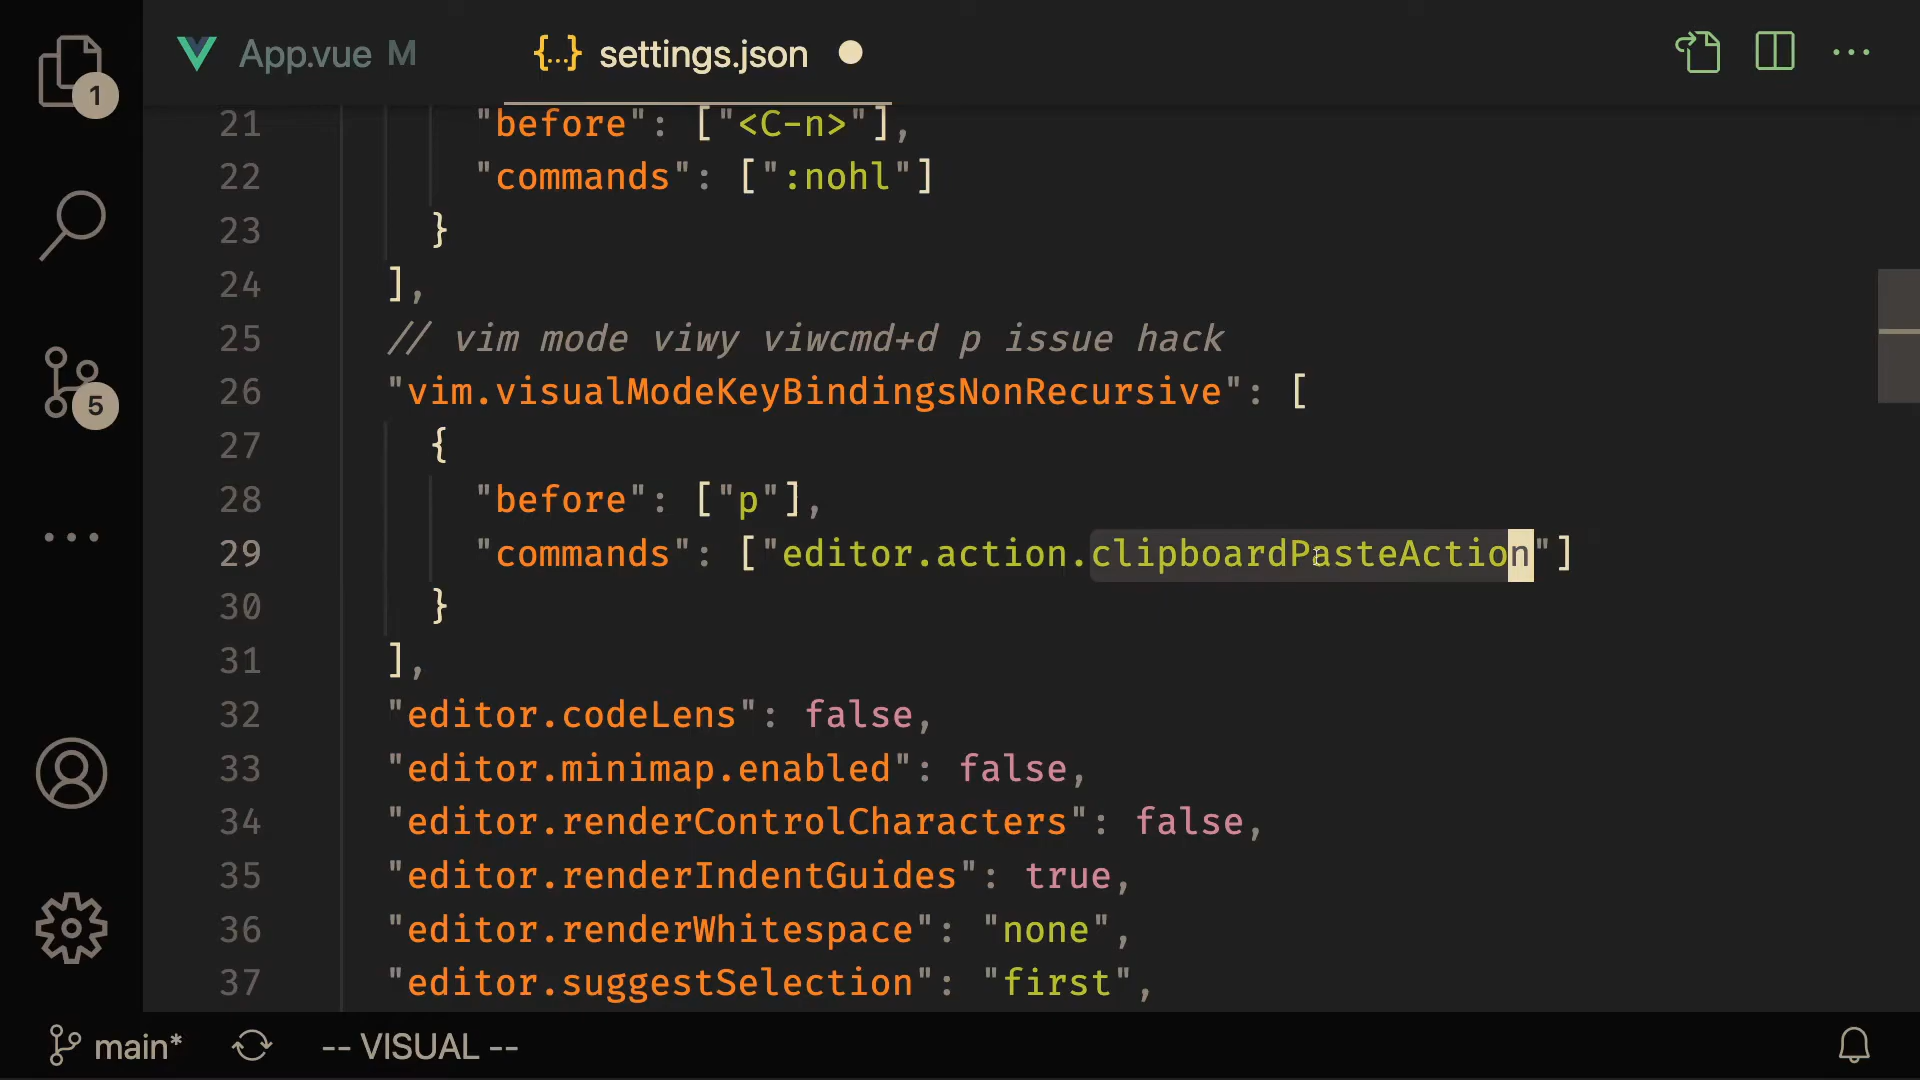 App.vue M
{...} settings.json
1
5
21 "before": ["<C-n>"],
22 "commands": [":nohl"]
23 }
24 ],
25 // vim mode viwy viwcmd+d p issue hack
26 "vim.visualModeKeyBindingsNonRecursive": [
27 {
28 "before": ["p"],
29 "commands": ["editor.action.clipboardPasteAction"]
30 }
31 ],
32 "editor.codeLens": false,
33 "editor.minimap.enabled": false,
34 "editor.renderControlCharacters": false,
35 "editor.renderIndentGuides": true,
36 "editor.renderWhitespace": "none",
37 "editor.suggestSelection": "first",
main* -- VISUAL --